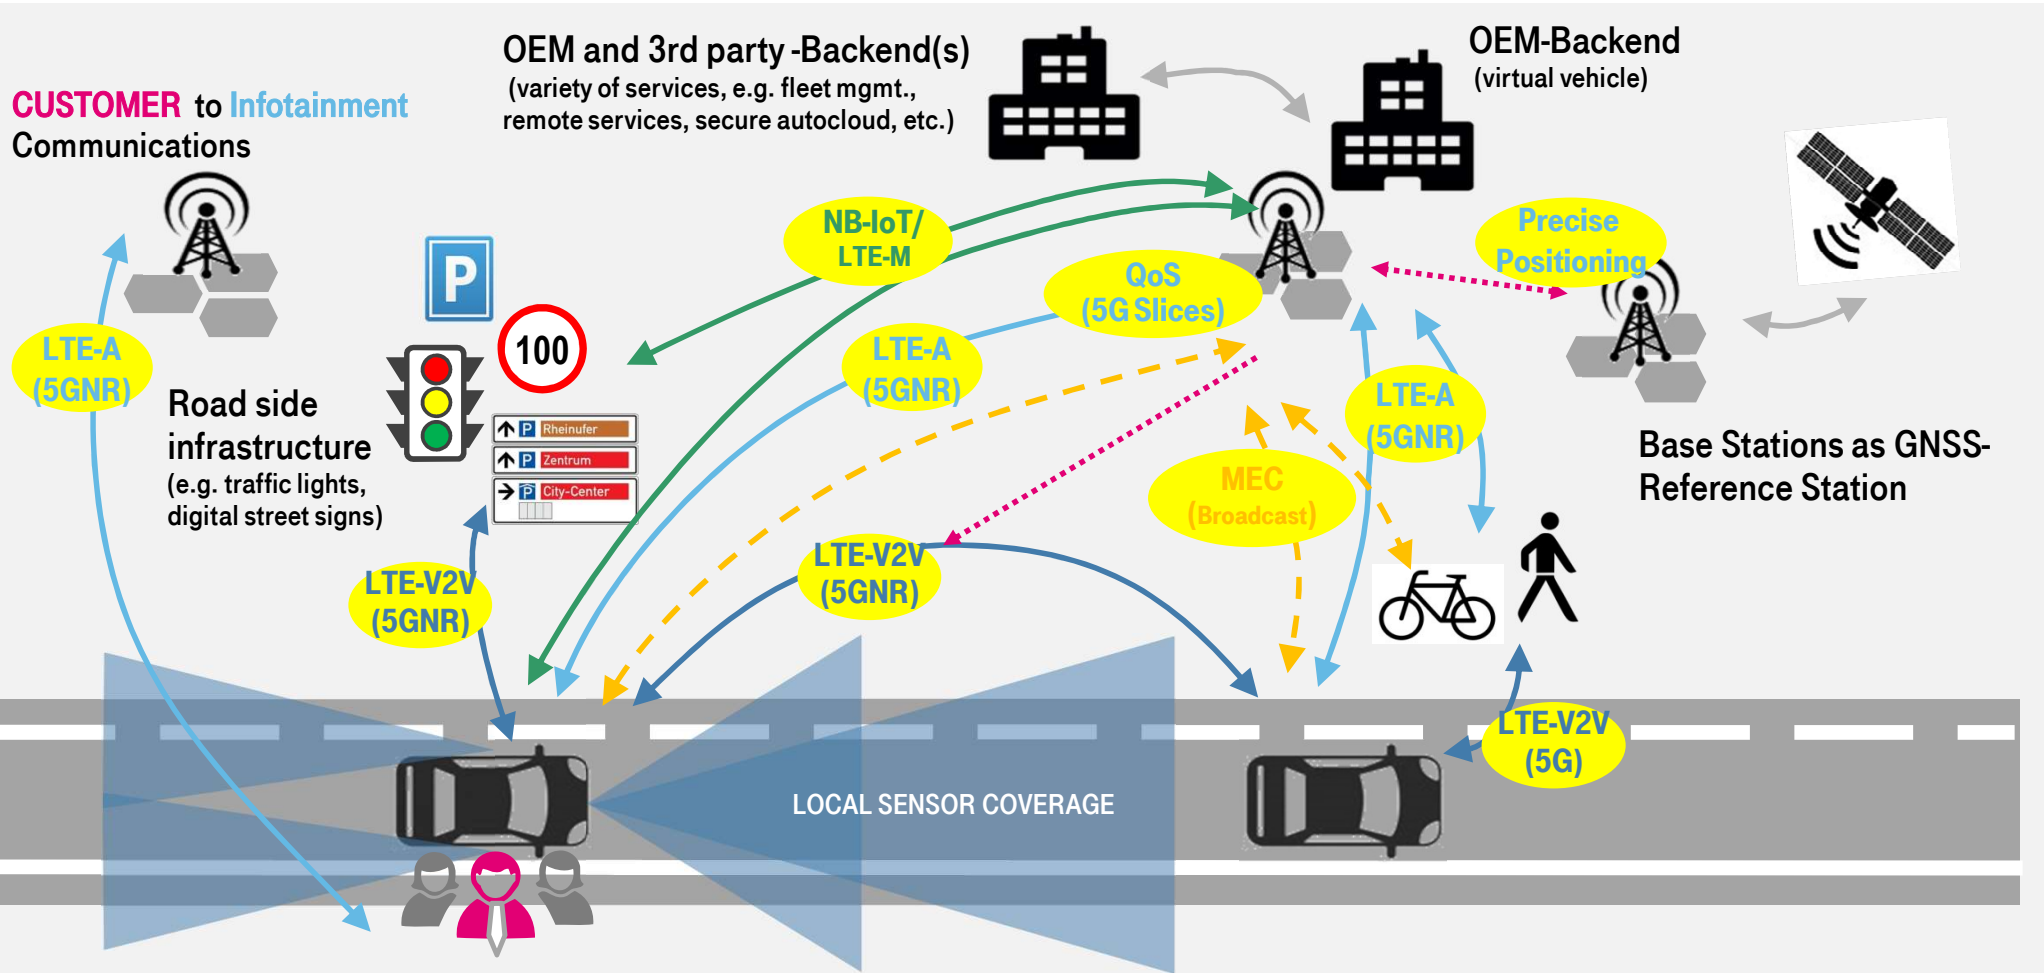 OEM and 3rd party -Backend(s)
(variety of services, e.g. fleet mgmt.,
remote services, secure autocloud, etc.)
OEM-Backend
(virtual vehicle)
CUSTOMER to Infotainment
Communications
NB-IoT/
LTE-M
Precise
Positioning
P
QoS
(5G Slices)
100
LTE-A
(5GNR)
LTE-A
(5GNR)
LTE-A
(5GNR)
Road side
infrastructure
(e.g. traffic lights,
digital street signs)
P Rheinufer
P Zentrum
P City-Center
Base Stations as GNSS-
Reference Station
MEC
(Broadcast)
LTE-V2V
(5GNR)
LTE-V2V
(5GNR)
LTE-V2V
(5G)
LOCAL SENSOR COVERAGE